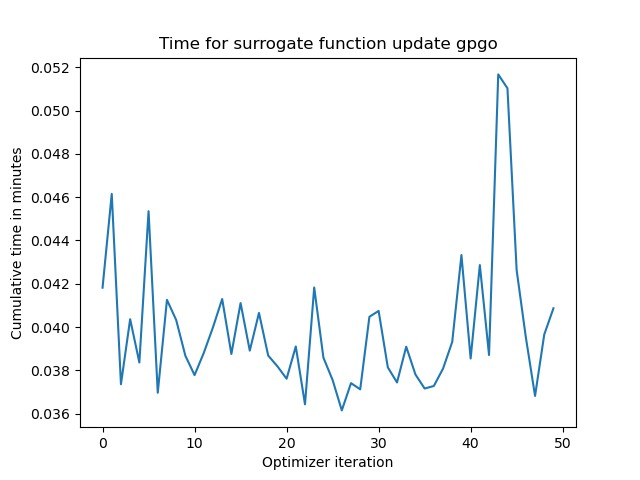 Time for surrogate function update gpgo
Cumulative time in minutes
0.052
0.050
0.048
0.046
0.044
0.042
0.040
0.038
0.036
0 10 20 30 40 50
Optimizer iteration